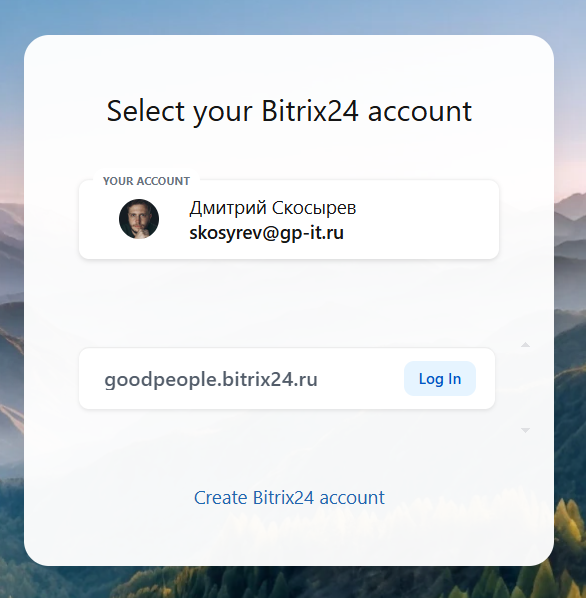 Select your Bitrix24 account
YOUR ACCOUNT
Дмитрий Скосырев
skosyrev@gp-it.ru
goodpeople.bitrix24.ru
Log In
Create Bitrix24 account